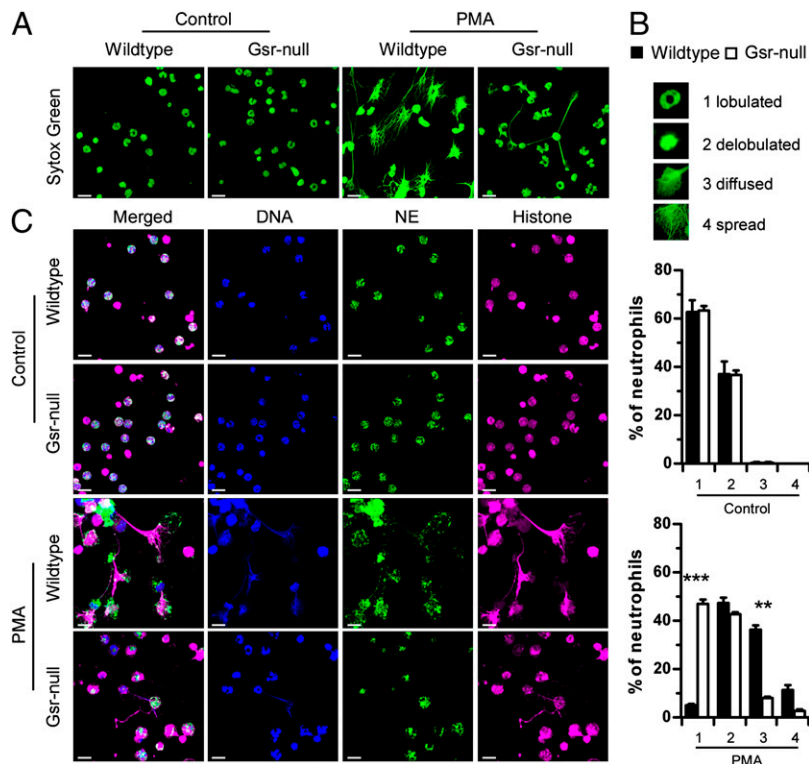 A
Control
PMA
Wildtype
Gsr-null
Wildtype
Gsr-null
Sytox Green
B
Wildtype Gsr-null
1 lobulated
2 delobulated
3 diffused
4 spread
C
Merged
DNA
NE
Histone
Control
Wildtype
Gsr-null
PMA
Wildtype
Gsr-null
% of neutrophils
80
60
40
20
0
1 2 3 4
Control
% of neutrophils
80
60
40
20
0
***
**
1 2 3 4
PMA